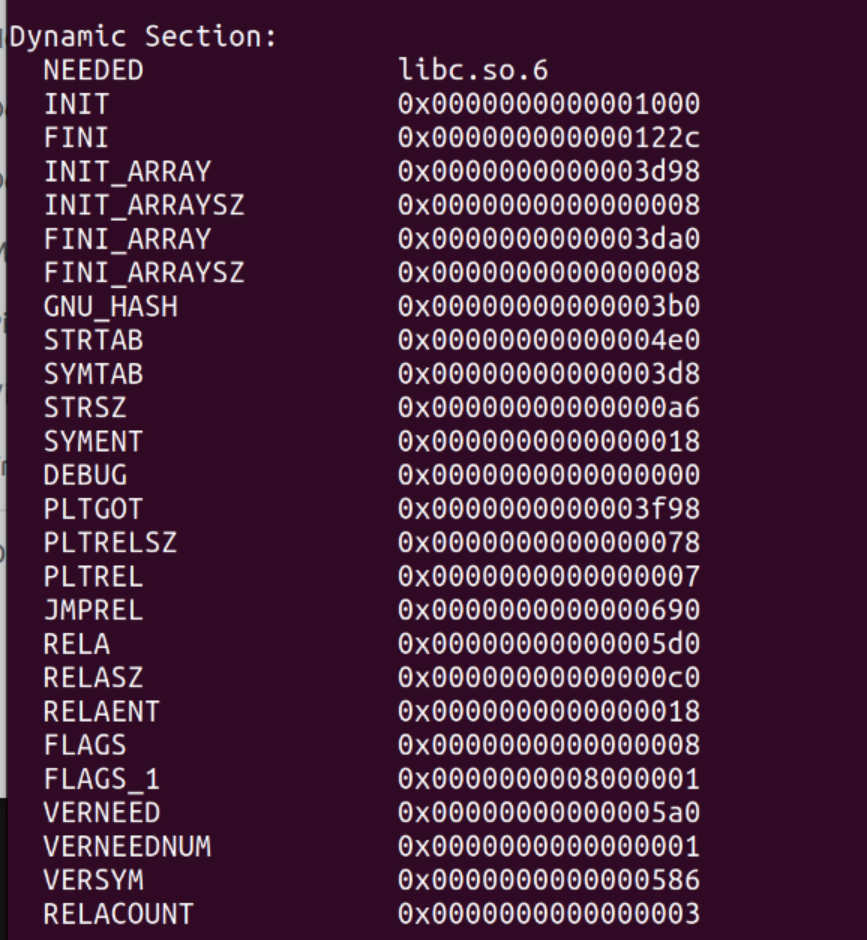 Dynamic Section:
NEEDED libc.so.6
INIT 0x0000000000001000
FINI 0x000000000000122c
INIT_ARRAY 0x0000000000003d98
INIT_ARRAYSZ 0x0000000000000008
FINI_ARRAY 0x0000000000003da0
FINI_ARRAYSZ 0x0000000000000008
GNU_HASH 0x00000000000003b0
STRTAB 0x00000000000004e0
SYMTAB 0x00000000000003d8
STRSZ 0x00000000000000a6
SYMENT 0x0000000000000018
DEBUG 0x0000000000000000
PLTGOT 0x0000000000003f98
PLTRELSZ 0x0000000000000078
PLTREL 0x0000000000000007
JMPREL 0x0000000000000690
RELA 0x00000000000005d0
RELASZ 0x00000000000000c0
RELAENT 0x0000000000000018
FLAGS 0x0000000000000008
FLAGS_1 0x0000000008000001
VERNEED 0x00000000000005a0
VERNEEDNUM 0x0000000000000001
VERSYM 0x0000000000000586
RELACOUNT 0x0000000000000003